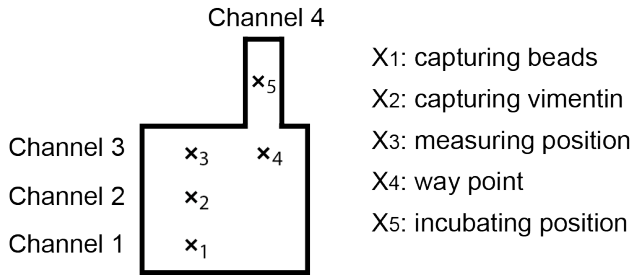 Channel 4
×5
X1: capturing beads
X2: capturing vimentin
Channel 3
×3
×4
X3: measuring position
X4: way point
Channel 2
×2
X5: incubating position
Channel 1
×1